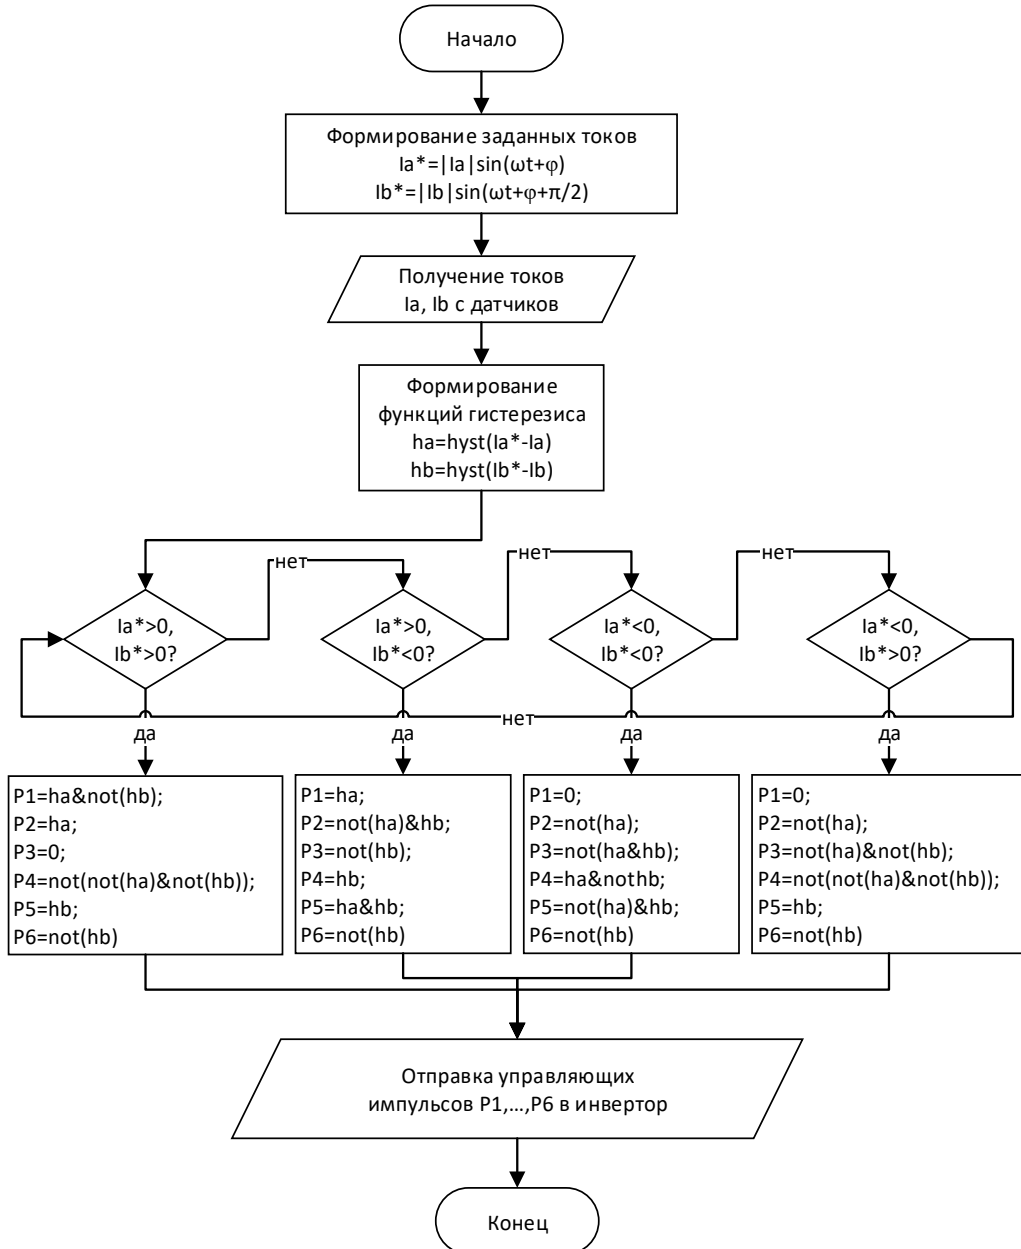 Начало
Формирование заданных токов
Ia*=|Ia|sin(ωt+φ)
Ib*=|Ib|sin(ωt+φ+π/2)
Получение токов
Ia, Ib с датчиков
Формирование
функций гистерезиса
ha=hyst(Ia*-Ia)
hb=hyst(Ib*-Ib)
нет
нет
нет
Ia*>0,
Ib*>0?
Ia*>0,
Ib*<0?
Ia*<0,
Ib*<0?
Ia*<0,
Ib*>0?
нет
да
да
да
да
P1=ha&not(hb);
P2=ha;
P3=0;
P4=not(not(ha)&not(hb));
P5=hb;
P6=not(hb)
P1=ha;
P2=not(ha)&hb;
P3=not(hb);
P4=hb;
P5=ha&hb;
P6=not(hb)
P1=0;
P2=not(ha);
P3=not(ha&hb);
P4=ha&nothb;
P5=not(ha)&hb;
P6=not(hb)
P1=0;
P2=not(ha);
P3=not(ha)&not(hb);
P4=not(not(ha)&not(hb));
P5=hb;
P6=not(hb)
Отправка управляющих
импульсов P1,...,P6 в инвертор
Конец